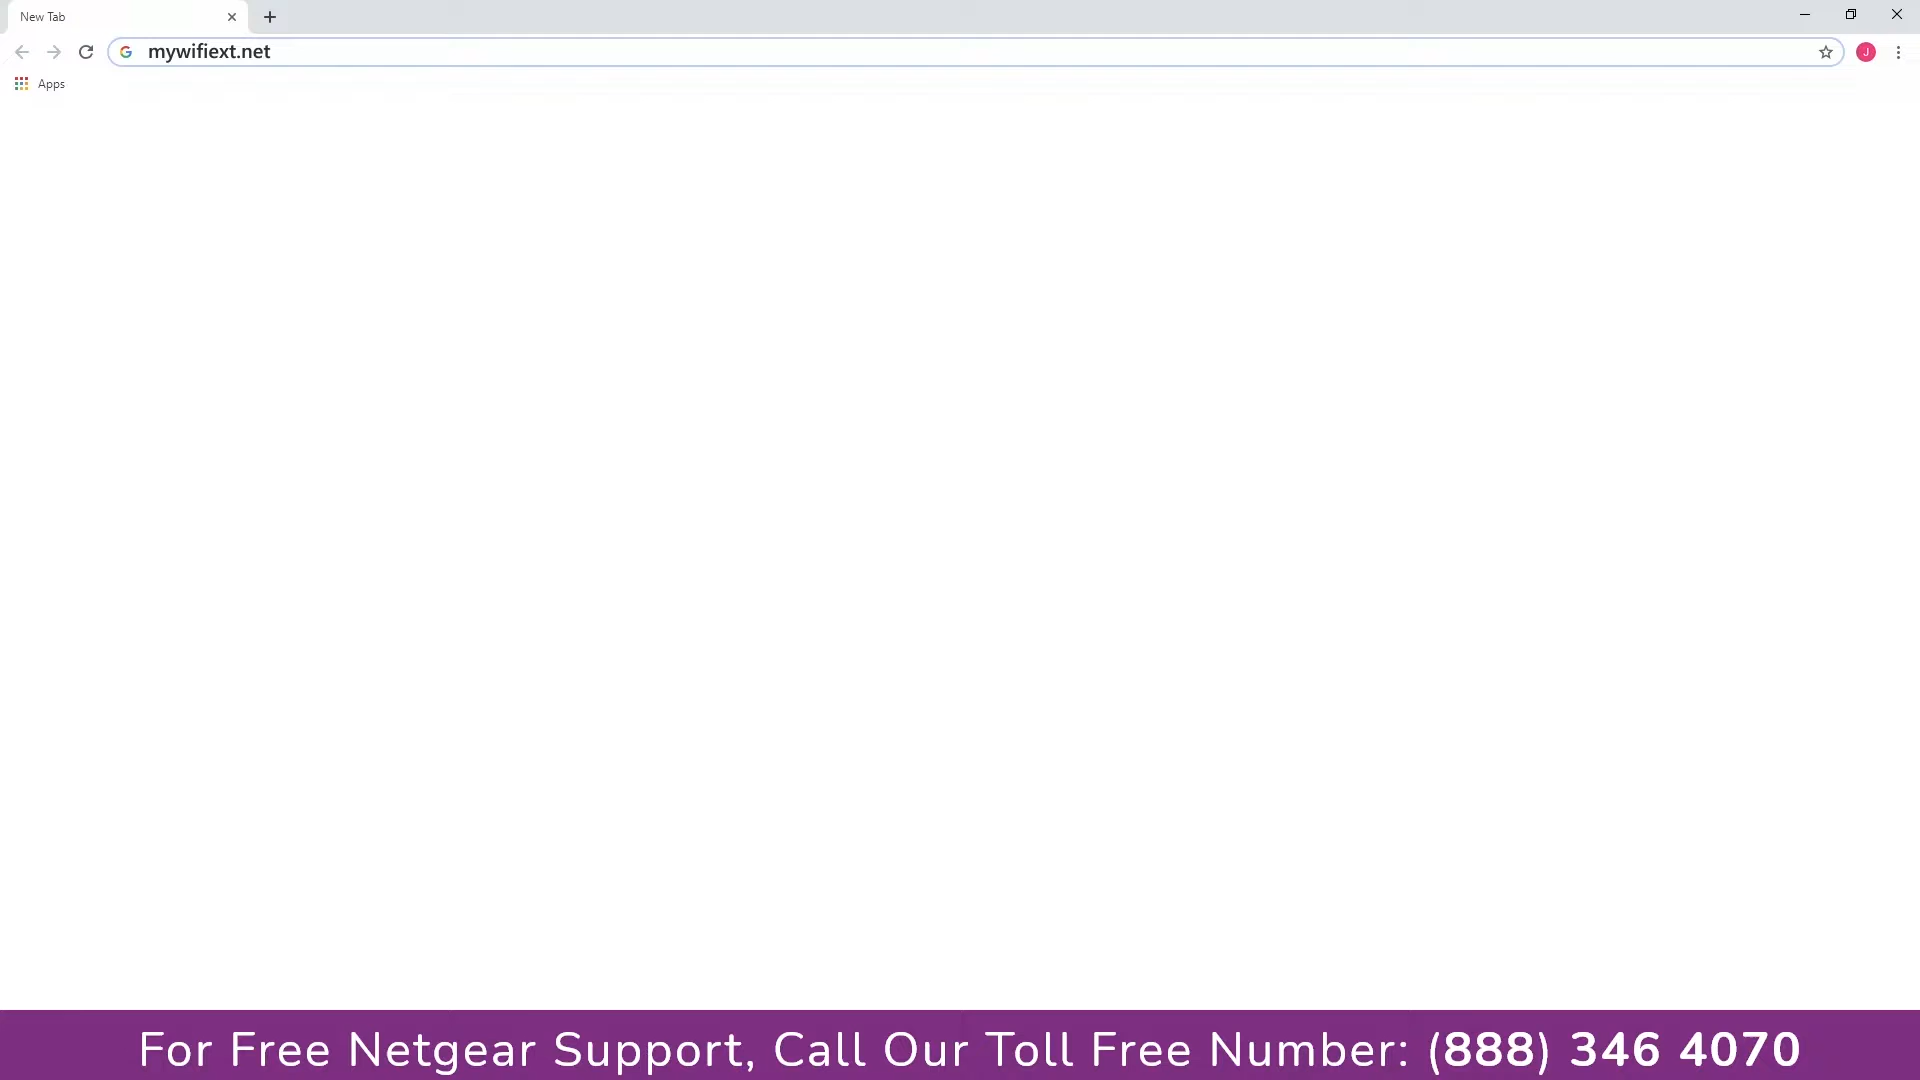 New Tab
mywifiext.net
J
Apps
For Free Netgear Support, Call Our Toll Free Number: (888) 346 4070